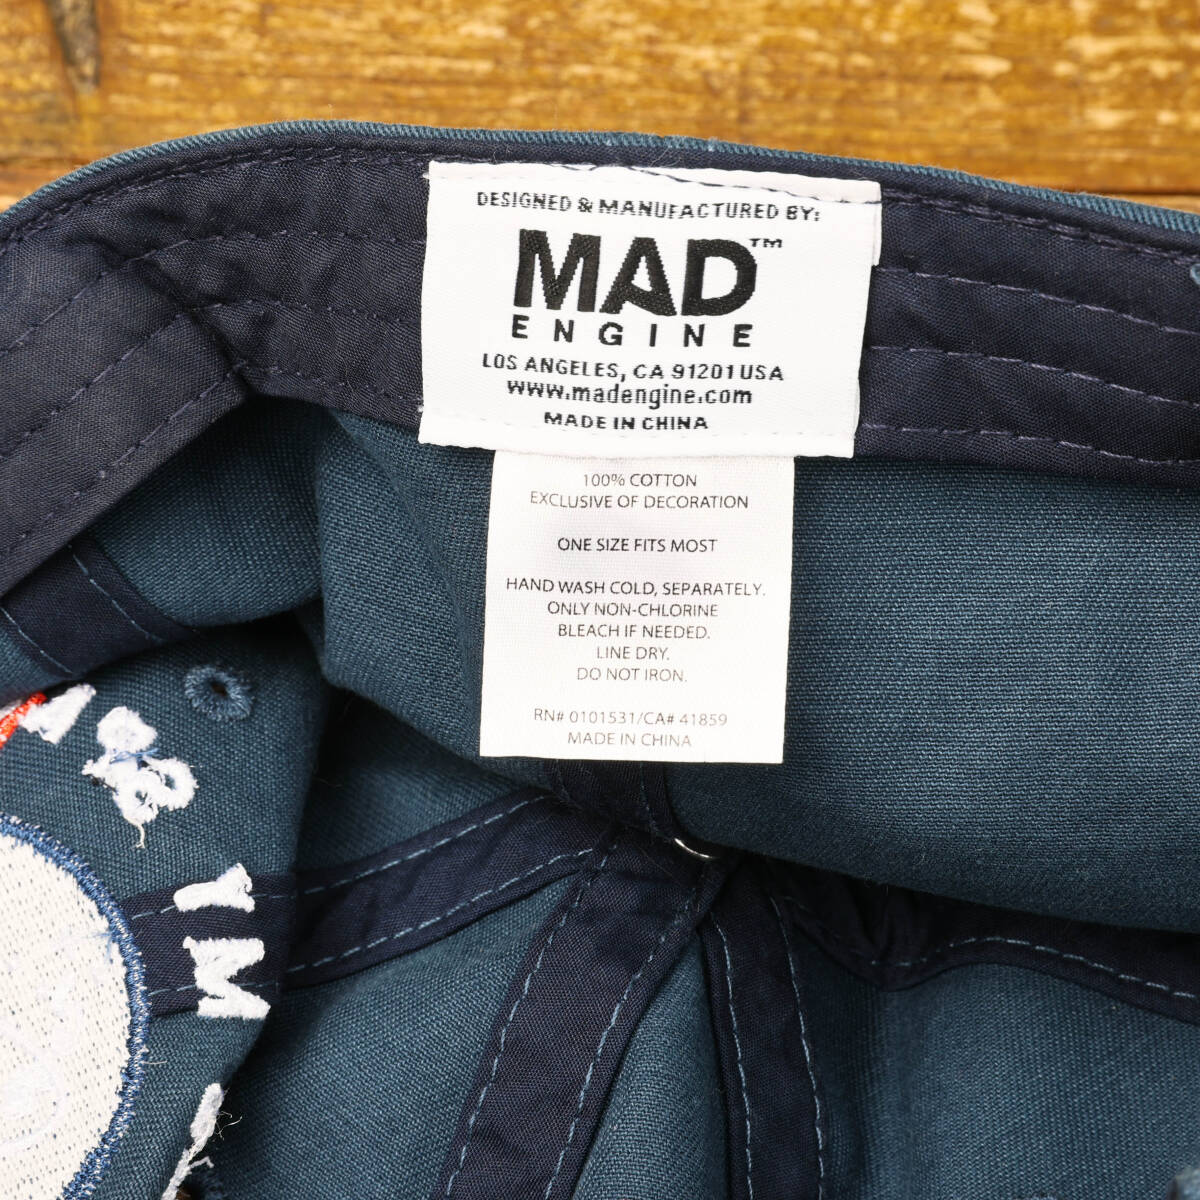 DESIGNED & MANUFACTURED BY:
MAD™
ENGINE
LOS ANGELES, CA 91201 USA
www.madengine.com
MADE IN CHINA
100% COTTON
EXCLUSIVE OF DECORATION
ONE SIZE FITS MOST
HAND WASH COLD, SEPARATELY.
ONLY NON-CHLORINE
BLEACH IF NEEDED.
LINE DRY.
DO NOT IRON.
RN# 0101531/CA# 41859
MADE IN CHINA